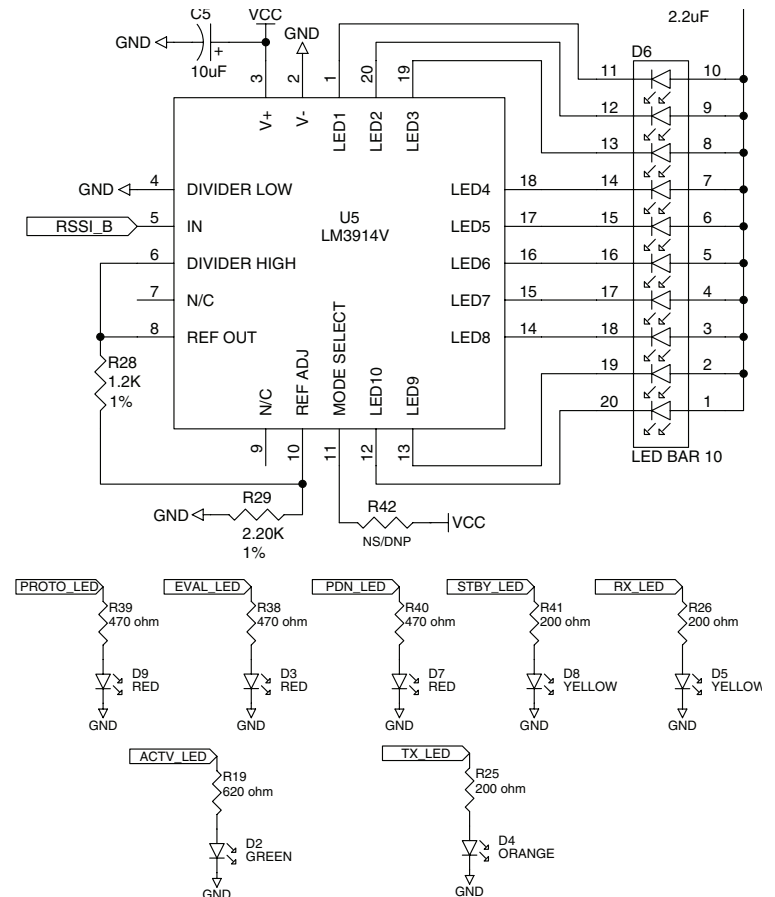 C5
VCC
2.2uF
GND
10uF
GND
3
2
1
20
19
V+
V-
LED1
LED2
LED3
D6
11
10
12
9
13
8
14
7
15
6
16
5
17
4
18
3
19
2
20
1
LED BAR 10
GND
4
DIVIDER LOW
RSSI_B
5
IN
6
DIVIDER HIGH
7
N/C
8
REF OUT
U5
LM3914V
LED4
18
LED5
17
LED6
16
LED7
15
LED8
14
R28
1.2K
1%
N/C
REF ADJ
MODE SELECT
LED10
LED9
9
10
11
12
13
GND
R29
2.20K
1%
R42
NS/DNP
VCC
PROTO_LED
R39
470 ohm
D9
RED
GND
EVAL_LED
R38
470 ohm
D3
RED
GND
PDN_LED
R40
470 ohm
D7
RED
GND
STBY_LED
R41
200 ohm
D8
YELLOW
GND
RX_LED
R26
200 ohm
D5
YELLOW
GND
ACTV_LED
R19
620 ohm
D2
GREEN
GND
TX_LED
R25
200 ohm
D4
ORANGE
GND